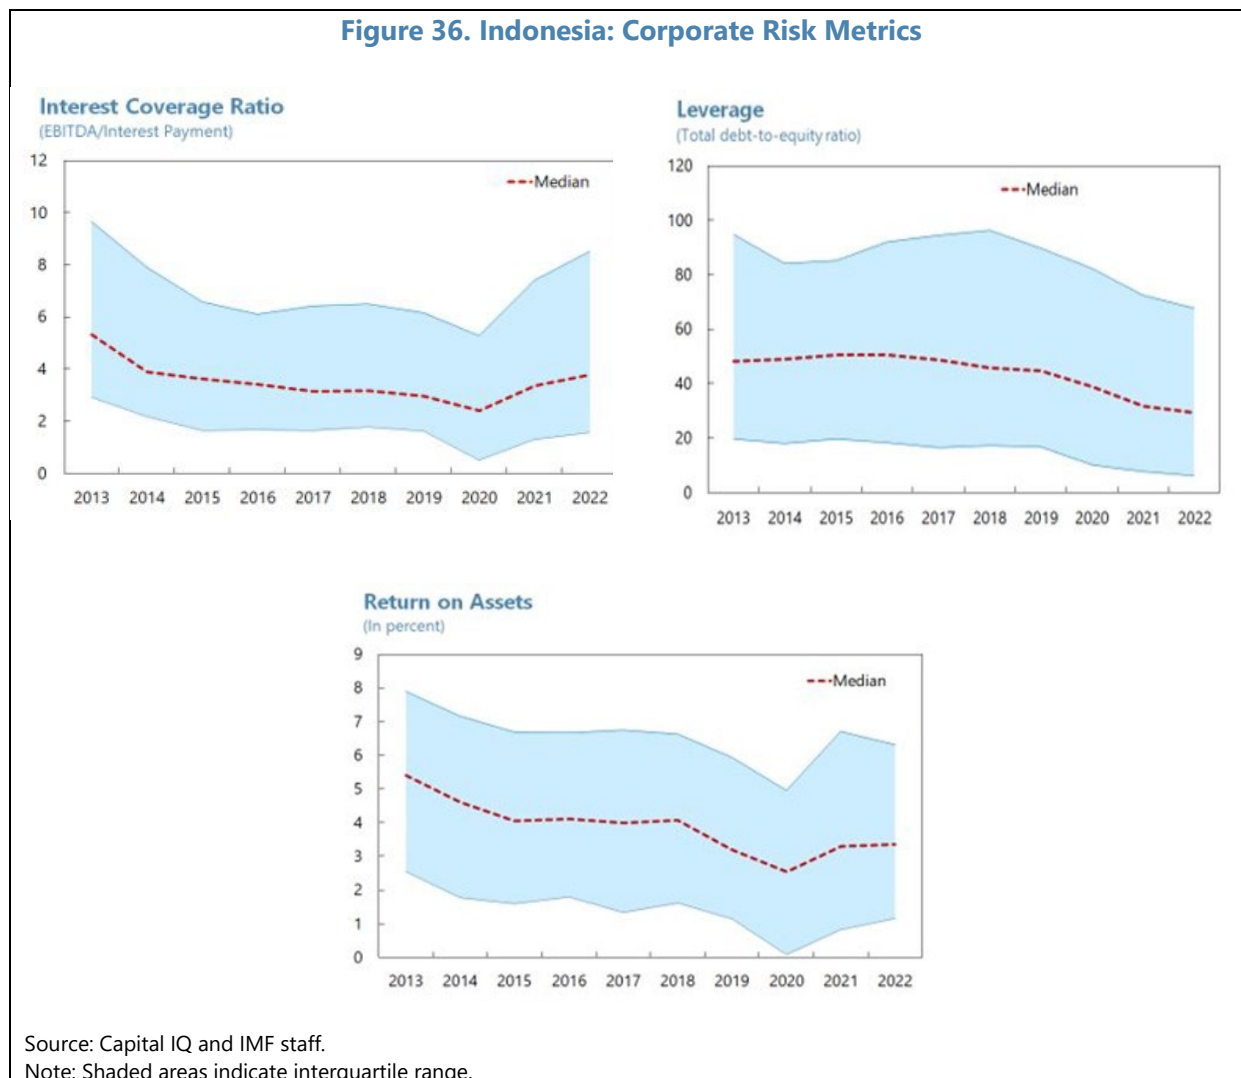 Figure 36. Indonesia: Corporate Risk Metrics
Interest Coverage Ratio
(EBITDA/Interest Payment)
12
10
8
6
4
2
0
Median
2013 2014 2015 2016 2017 2018 2019 2020 2021 2022
Leverage
(Total debt-to-equity ratio)
120
100
80
60
40
20
0
Median
2013 2014 2015 2016 2017 2018 2019 2020 2021 2022
Return on Assets
(In percent)
9
8
7
6
5
4
3
2
1
0
Median
2013 2014 2015 2016 2017 2018 2019 2020 2021 2022
Source: Capital IQ and IMF staff.
Note: Shaded areas indicate interquartile range.